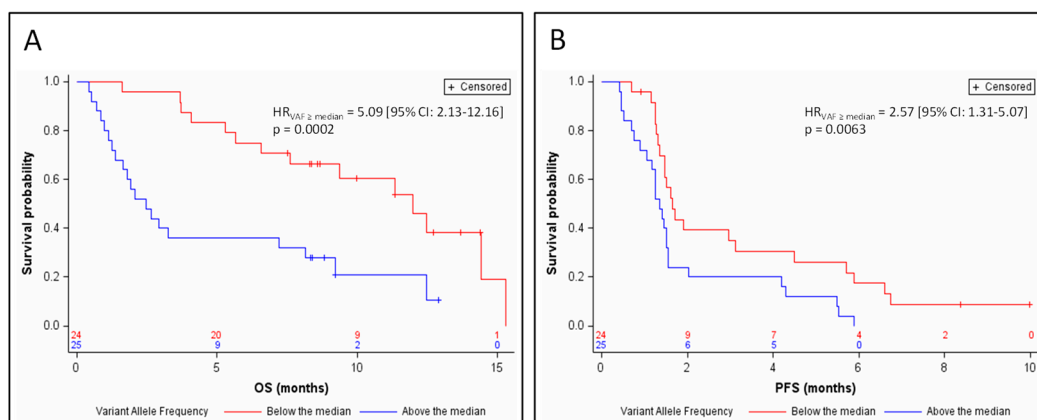 A
+ Censored
HR VAF ≥ median = 5.09 [95% CI: 2.13-12.16]
p = 0.0002
Survival probability
1.0
0.8
0.6
0.4
0.2
0.0
24 20 9 1
25 9 2 0
0 5 10 15
OS (months)
Variant Allele Frequency Below the median Above the median
B
+ Censored
HR VAF ≥ median = 2.57 [95% CI: 1.31-5.07]
p = 0.0063
Survival probability
1.0
0.8
0.6
0.4
0.2
0.0
24 9 7 4 2 0
25 6 5 0
0 2 4 6 8 10
PFS (months)
Variant Allele Frequency Below the median Above the median